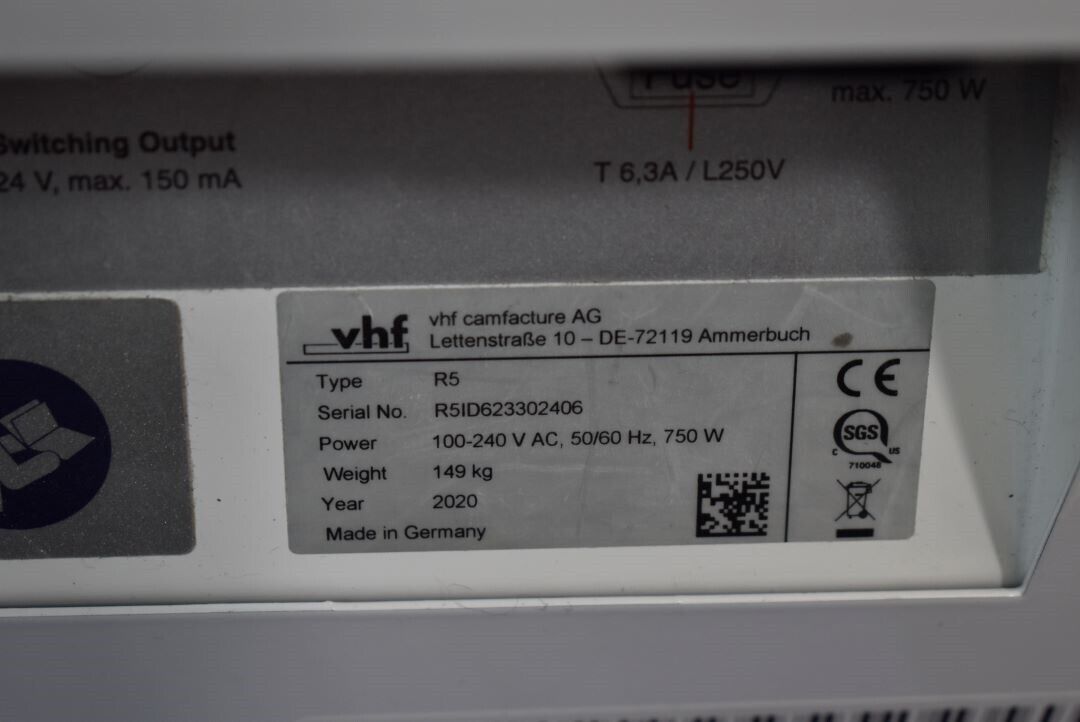 Fuse
max. 750 W
Switching Output
24 V, max. 150 mA
T 6,3A / L250V
vhf
vhf camfacture AG
Lettenstraße 10 – DE-72119 Ammerbuch
Type R5
Serial No. R5ID623302406
Power 100-240 V AC, 50/60 Hz, 750 W
Weight 149 kg
Year 2020
Made in Germany
CE
SGS
C US
710048